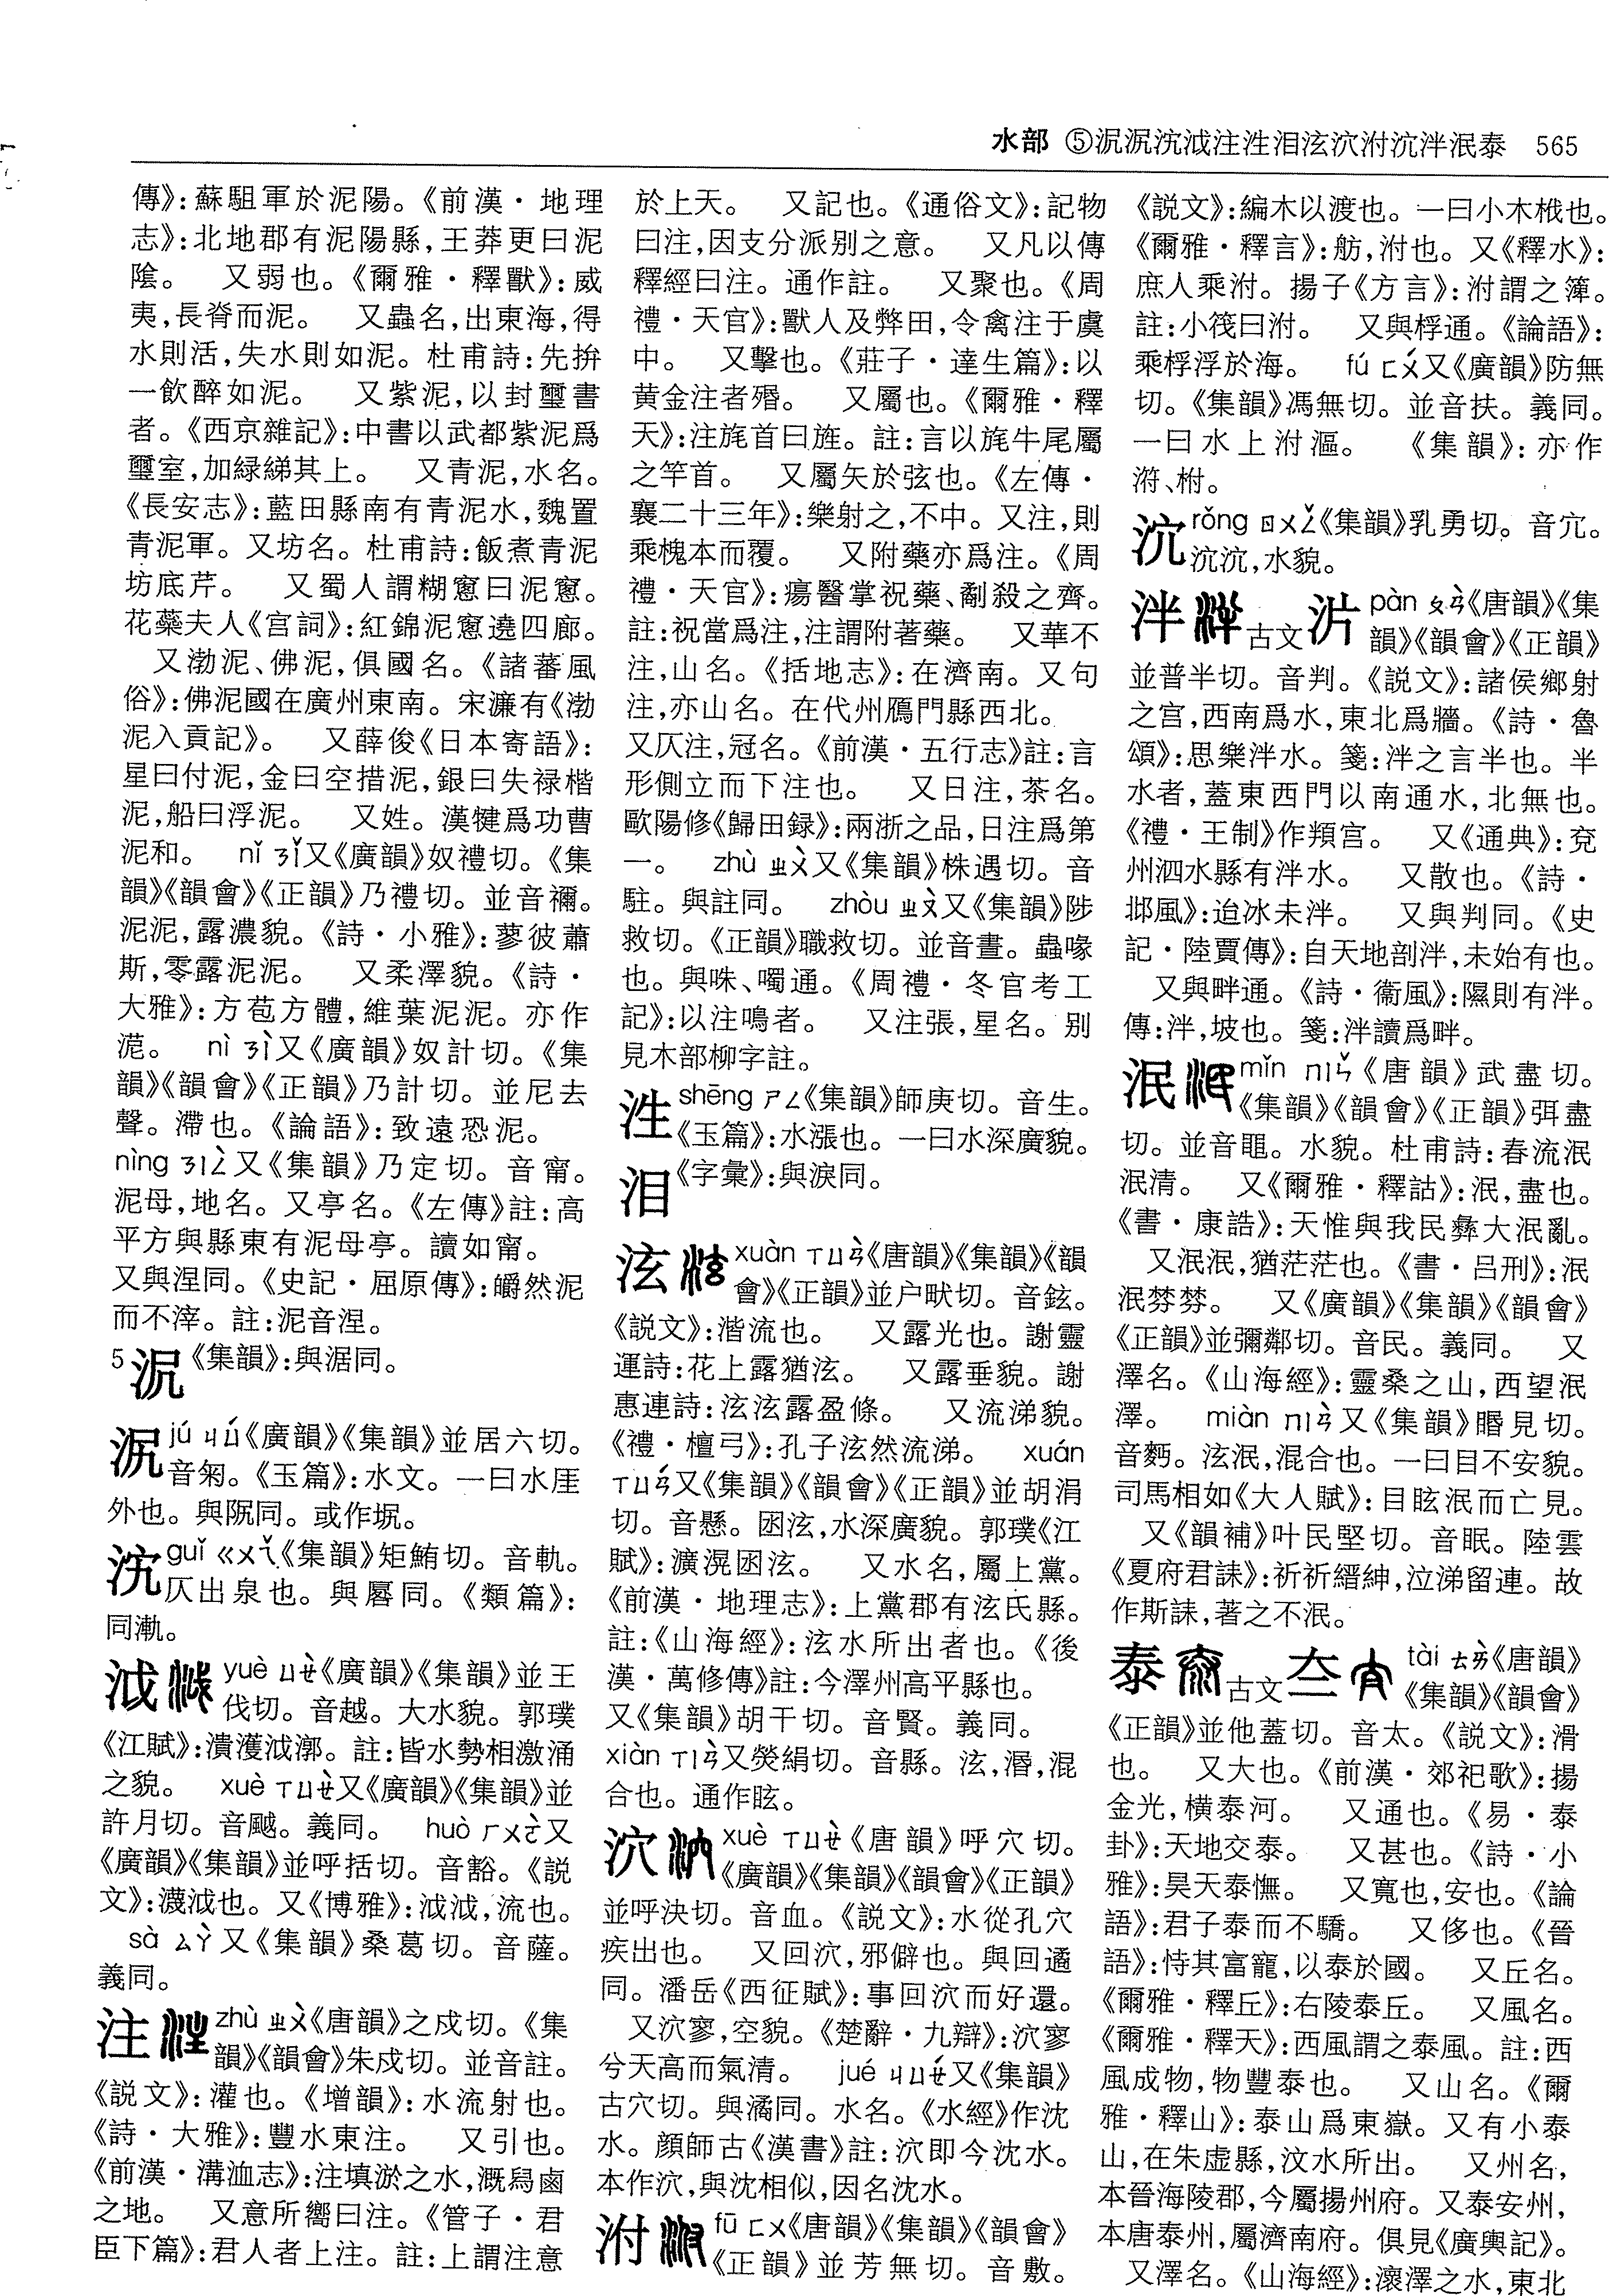 水部 ⑤泦泦沇泧注泩泪泫泬泭沇泮泯泰 565
傳》：蘇駔軍於泥陽。《前漢・地理
志》：北地郡有泥陽縣，王莽更曰泥
陰。 又弱也。《爾雅・釋獸》：威
夷，長脊而泥。 又蟲名，出東海，得
水則活，失水則如泥。杜甫詩：先拚
一飲醉如泥。 又紫泥，以封璽書
者。《西京雜記》：中書以武都紫泥爲
璽室，加緑綈其上。 又青泥，水名。
《長安志》：藍田縣南有青泥水，魏置
青泥軍。又坊名。杜甫詩：飯煮青泥
坊底芹。 又蜀人謂糊窻曰泥窻。
花蘂夫人《宫詞》：紅錦泥窻遶四廊。
又渤泥、佛泥，俱國名。《諸蕃風
俗》：佛泥國在廣州東南。宋濂有《渤
泥入貢記》。 又薛俊《日本寄語》：
星曰付泥，金曰空措泥，銀曰失禄楷
泥，船曰浮泥。 又姓。漢犍爲功曹
泥和。 nǐ ㄋㄧˇ又《廣韻》奴禮切。《集
韻》《韻會》《正韻》乃禮切。並音禰。
泥泥，露濃貌。《詩・小雅》：蓼彼蕭
斯，零露泥泥。 又柔澤貌。《詩・
大雅》：方苞方體，維葉泥泥。亦作
苨。 nì ㄋㄧˋ又《廣韻》奴計切。《集
韻》《韻會》《正韻》乃計切。並尼去
聲。滯也。《論語》：致遠恐泥。
nìng ㄋㄧㄥˋ又《集韻》乃定切。音甯。
泥母，地名。又亭名。《左傳》註：高
平方與縣東有泥母亭。讀如甯。
又與涅同。《史記・屈原傳》：皭然泥
而不滓。註：泥音涅。
5 《集韻》：與涺同。
泦 jú ㄐㄩˊ《廣韻》《集韻》並居六切。
音匊。《玉篇》：水文。一曰水厓
外也。與阮同。或作坭。
guǐ ㄍㄨㄟˇ《集韻》矩鮪切。音軌。
仄出泉也。與厬同。《類篇》：
同漸。
泧 yuè ㄩㄝˋ《廣韻》《集韻》並王
伐切。音越。大水貌。郭璞
《江賦》：潰濩泧漷。註：皆水勢相激涌
之貌。 xuè ㄒㄩㄝˋ又《廣韻》《集韻》並
許月切。音颰。義同。 huò ㄏㄨㄛˋ又
《廣韻》《集韻》並呼括切。音豁。《説
文》：瀎泧也。又《博雅》：泧泧，流也。
sà ㄙㄚˋ又《集韻》桑葛切。音薩。
義同。
注 zhù ㄓㄨˋ《唐韻》之戍切。《集
韻》《韻會》朱戍切。並音註。
《説文》：灌也。《增韻》：水流射也。
《詩・大雅》：豐水東注。 又引也。
《前漢・溝洫志》：注填淤之水，溉舄鹵
之地。 又意所嚮曰注。《管子・君
臣下篇》：君人者上注。註：上謂注意
於上天。 又記也。《通俗文》：記物
曰注，因支分派别之意。 又凡以傳
釋經曰注。通作註。 又聚也。《周
禮・天官》：獸人及弊田，令禽注于虞
中。 又擊也。《莊子・達生篇》：以
黄金注者殙。 又屬也。《爾雅・釋
天》：注旄首曰旌。註：言以旄牛尾屬
之竿首。 又屬矢於弦也。《左傳・
襄二十三年》：樂射之，不中。又注，則
乘槐本而覆。 又附藥亦爲注。《周
禮・天官》：瘍醫掌祝藥、劀殺之齊。
註：祝當爲注，注謂附著藥。 又華不
注，山名。《括地志》：在濟南。又句
注，亦山名。在代州鴈門縣西北。
又仄注，冠名。《前漢・五行志》註：言
形側立而下注也。 又日注，茶名。
歐陽修《歸田録》：兩浙之品，日注爲第
一。 zhù ㄓㄨˋ又《集韻》株遇切。音
駐。與註同。 zhòu ㄓㄡˋ又《集韻》陟
救切。《正韻》職救切。並音晝。蟲喙
也。與咮、噣通。《周禮・冬官考工
記》：以注鳴者。 又注張，星名。别
見木部柳字註。
泩 shēng ㄕㄥ《集韻》師庚切。音生。
《玉篇》：水漲也。一曰水深廣貌。
泪 《字彙》：與淚同。
泫 xuàn ㄒㄩㄢˋ《唐韻》《集韻》《韻
會》《正韻》並户畎切。音鉉。
《説文》：湝流也。 又露光也。謝靈
運詩：花上露猶泫。 又露垂貌。謝
惠連詩：泫泫露盈條。 又流涕貌。
《禮・檀弓》：孔子泫然流涕。 xuán
ㄒㄩㄢˊ又《集韻》《韻會》《正韻》並胡涓
切。音懸。囦泫，水深廣貌。郭璞《江
賦》：瀇滉囦泫。 又水名，屬上黨。
《前漢・地理志》：上黨郡有泫氏縣。
註：《山海經》：泫水所出者也。《後
漢・萬修傳》註：今澤州高平縣也。
又《集韻》胡干切。音賢。義同。
xiàn ㄒㄧㄢˋ又熒絹切。音縣。泫，潛，混
合也。通作眩。
泬 xuè ㄒㄩㄝˋ《唐韻》呼穴切。
《廣韻》《集韻》《韻會》《正韻》
並呼決切。音血。《説文》：水從孔穴
疾出也。 又回泬，邪僻也。與回遹
同。潘岳《西征賦》：事回泬而好還。
又泬寥，空貌。《楚辭・九辯》：泬寥
兮天高而氣清。 jué ㄐㄩㄝˊ又《集韻》
古穴切。與潏同。水名。《水經》作沈
水。顔師古《漢書》註：泬即今沈水。
本作泬，與沈相似，因名沈水。
泭 fū ㄈㄨ《唐韻》《集韻》《韻會》
《正韻》並芳無切。音敷。
《説文》：編木以渡也。一曰小木栰也。
《爾雅・釋言》：舫，泭也。又《釋水》：
庶人乘泭。揚子《方言》：泭謂之箄。
註：小筏曰泭。 又與桴通。《論語》：
乘桴浮於海。 fú ㄈㄨˊ又《廣韻》防無
切。《集韻》馮無切。並音扶。義同。
一曰水上泭漚。 《集韻》：亦作
㳺、柎。
rǒng ㄖㄨㄥˇ《集韻》乳勇切。音宂。
水貌。
泮 古文 pàn ㄆㄢˋ《唐韻》《集
韻》《韻會》《正韻》
並普半切。音判。《説文》：諸侯鄉射
之宫，西南爲水，東北爲牆。《詩・魯
頌》：思樂泮水。箋：泮之言半也。半
水者，蓋東西門以南通水，北無也。
《禮・王制》作頖宫。 又《通典》：兗
州泗水縣有泮水。 又散也。《詩・
邶風》：迨冰未泮。 又與判同。《史
記・陸賈傳》：自天地剖泮，未始有也。
又與畔通。《詩・衞風》：隰則有泮。
傳：泮，坡也。箋：泮讀爲畔。
泯 mǐn ㄇㄧㄣˇ《唐韻》武盡切。
《集韻》《韻會》《正韻》弭盡
切。並音黽。水貌。杜甫詩：春流泯
泯清。 又《爾雅・釋詁》：泯，盡也。
《書・康誥》：天惟與我民彝大泯亂。
又泯泯，猶茫茫也。《書・吕刑》：泯
泯棼棼。 又《廣韻》《集韻》《韻會》
《正韻》並彌鄰切。音民。義同。 又
澤名。《山海經》：靈桑之山，西望泯
澤。 miàn ㄇㄧㄢˋ又《集韻》眠見切。
音麪。泫泯，混合也。一曰目不安貌。
司馬相如《大人賦》：目眩泯而亡見。
又《韻補》叶民堅切。音眠。陸雲
《夏府君誄》：祈祈縉紳，泣涕留連。故
作斯誄，著之不泯。
泰 古文 tài ㄊㄞˋ《唐韻》
《集韻》《韻會》
《正韻》並他蓋切。音太。《説文》：滑
也。 又大也。《前漢・郊祀歌》：揚
金光，横泰河。 又通也。《易・泰
卦》：天地交泰。 又甚也。《詩・小
雅》：昊天泰憮。 又寬也，安也。《論
語》：君子泰而不驕。 又侈也。《晉
語》：恃其富寵，以泰於國。 又丘名。
《爾雅・釋丘》：右陵泰丘。 又風名。
《爾雅・釋天》：西風謂之泰風。註：西
風成物，物豐泰也。 又山名。《爾
雅・釋山》：泰山爲東嶽。又有小泰
山，在朱虚縣，汶水所出。 又州名，
本晉海陵郡，今屬揚州府。又泰安州，
本唐泰州，屬濟南府。俱見《廣輿記》。
又澤名。《山海經》：滾澤之水，東北